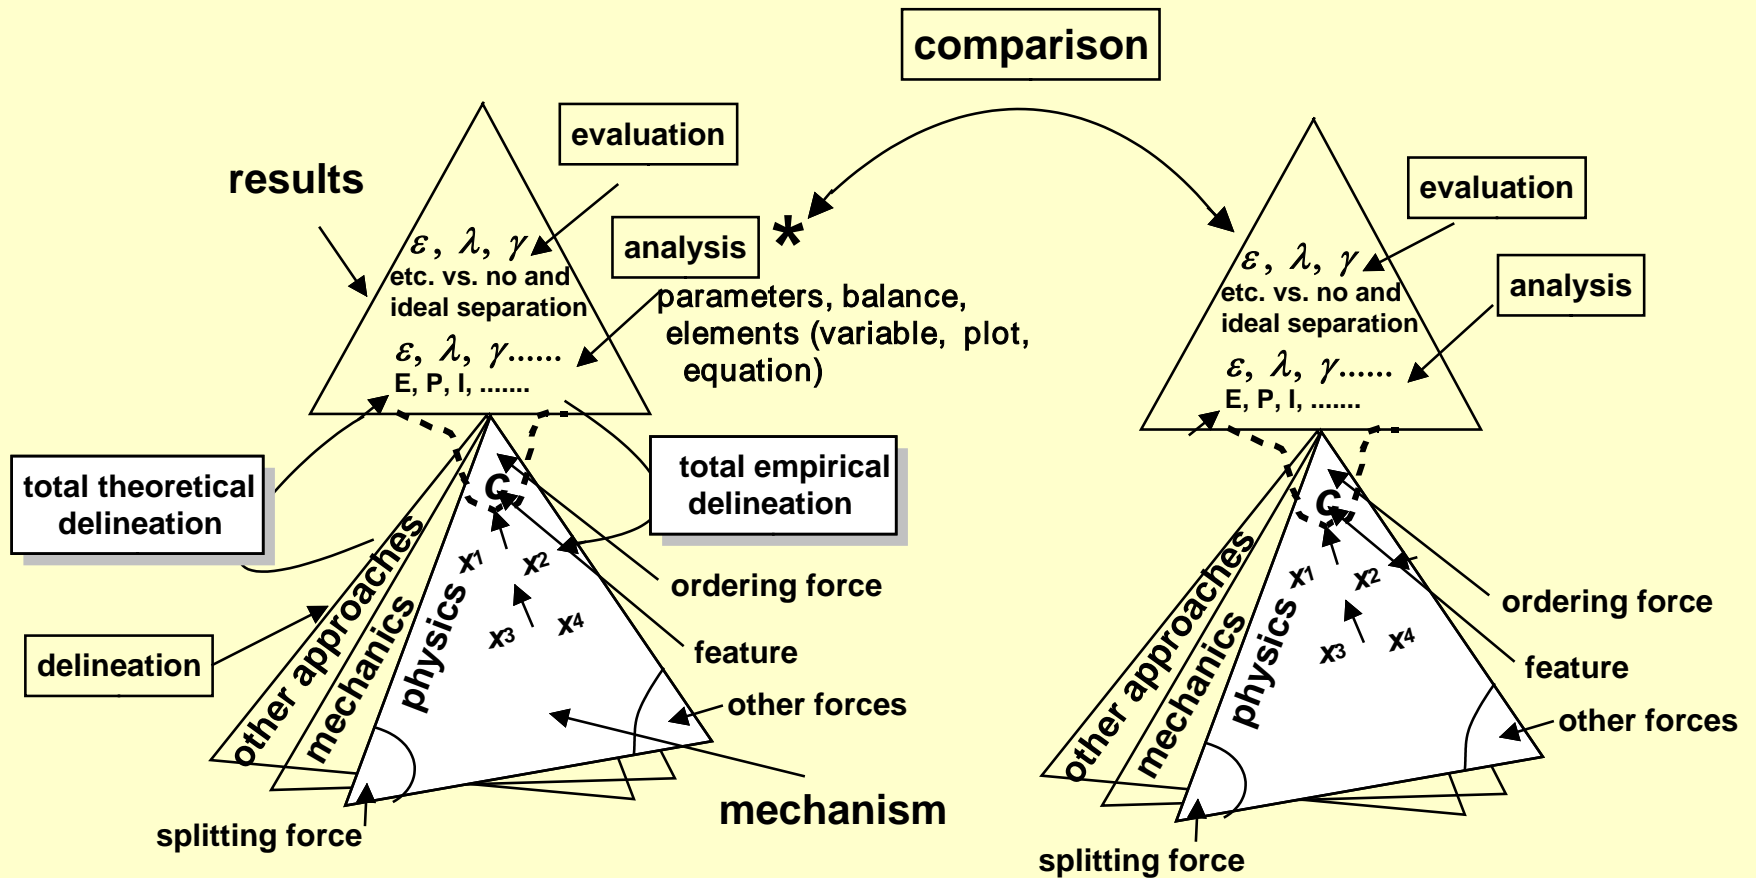 comparison
evaluation
results
analysis *
ε, λ, γ
etc. vs. no and
ideal separation
parameters, balance,
elements (variable, plot,
equation)
ε, λ, γ......
E, P, I, .......
total theoretical
delineation
total empirical
delineation
C
x1
x2
x3
x4
other approaches
mechanics
physics
ordering force
feature
delineation
other forces
mechanism
splitting force
evaluation
analysis
ε, λ, γ
etc. vs. no and
ideal separation
ε, λ, γ......
E, P, I, .......
C
x1
x2
x3
x4
other approaches
mechanics
physics
ordering force
feature
other forces
splitting force